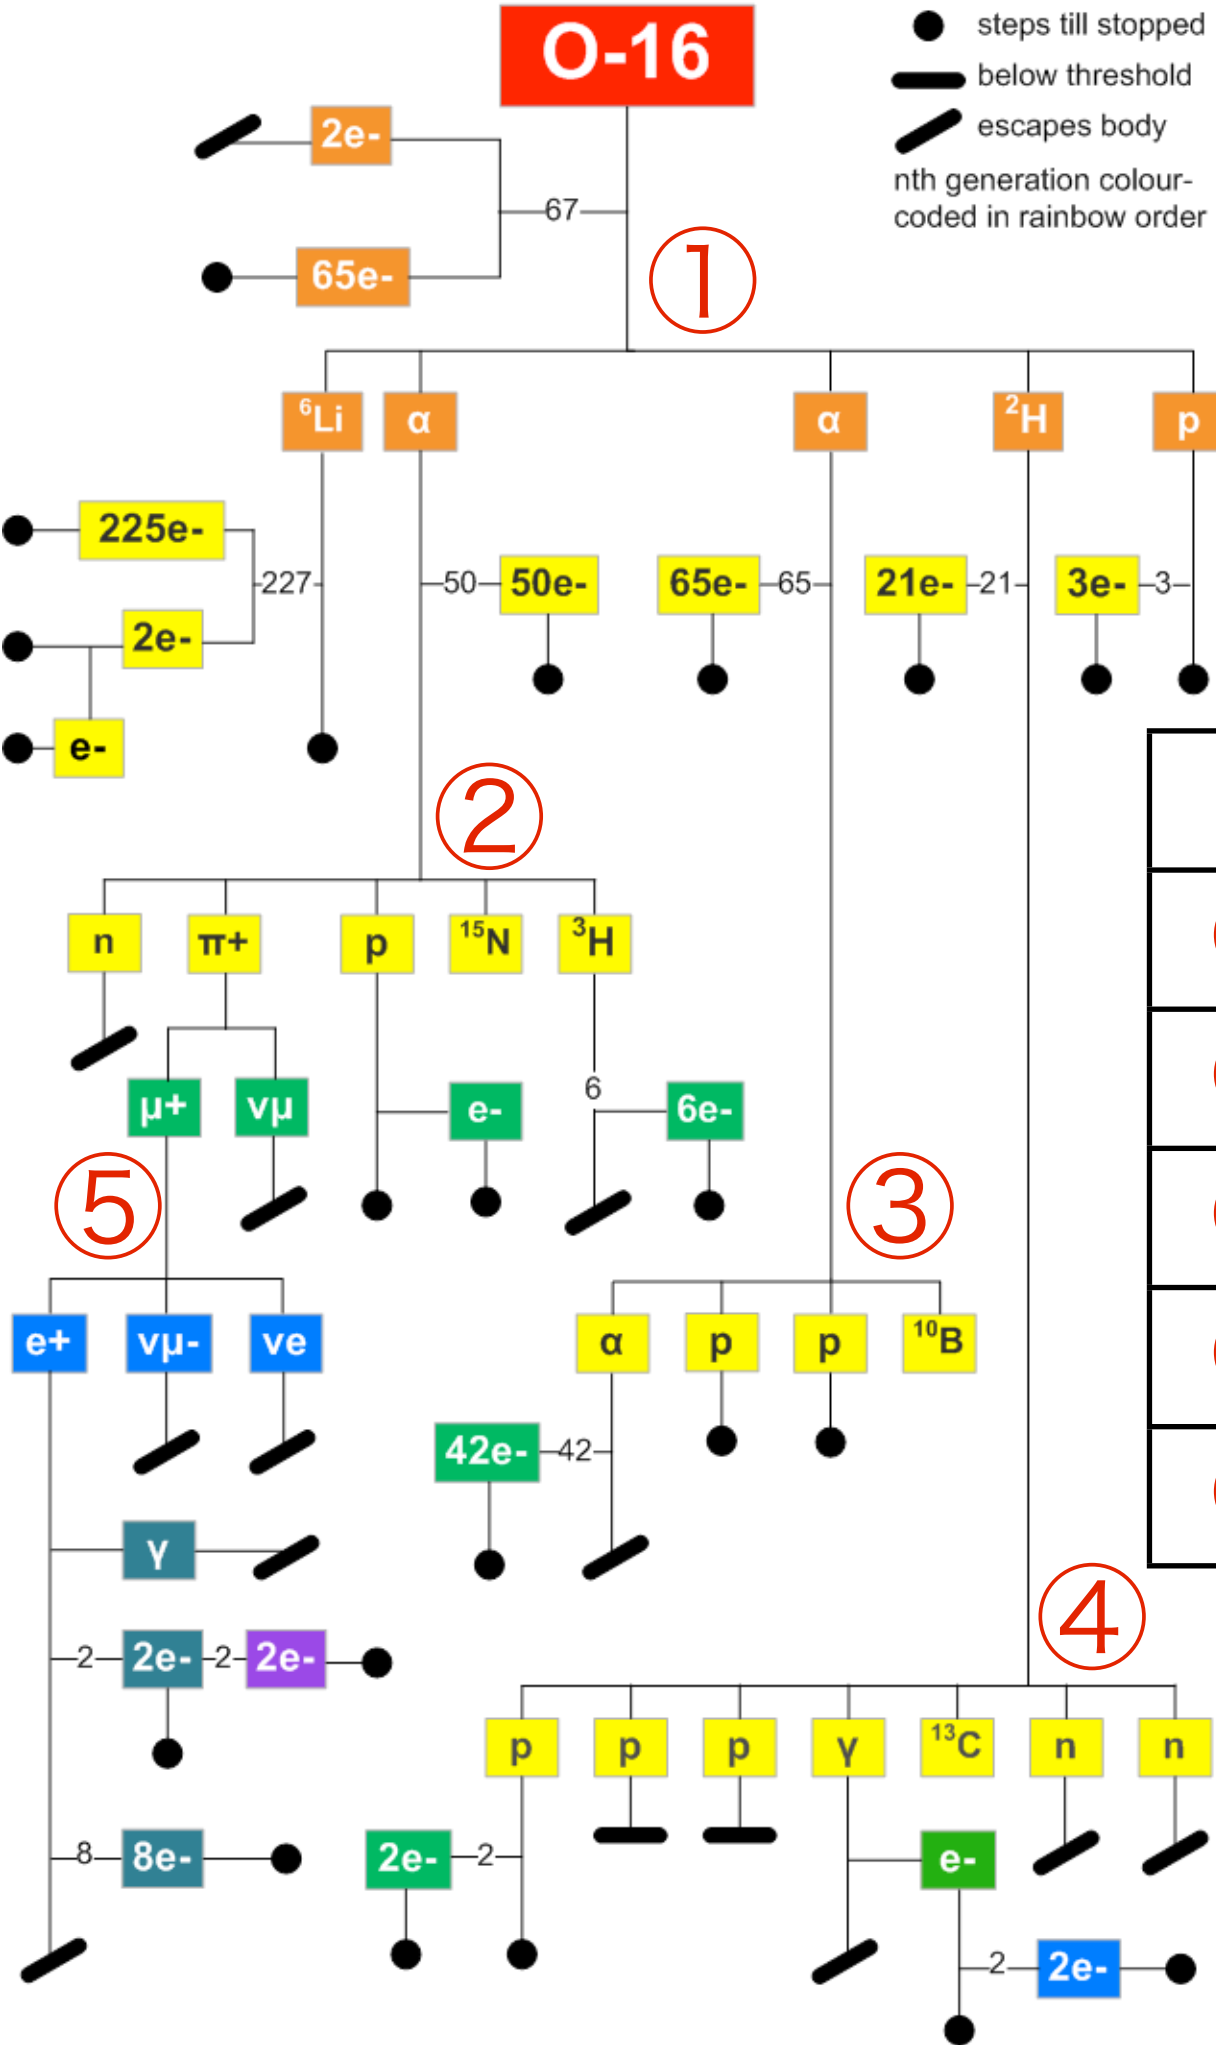 O-16
steps till stopped
below threshold
escapes body
nth generation colour-
coded in rainbow order
2e-
67
65e-
①
⁶Li
α
α
²H
p
225e-
227
2e-
e-
50
50e-
65e-
65
21e-
21
3e-
3
②
n
π+
p
¹⁵N
³H
μ+
νμ
e-
6
6e-
⑤
③
e+
νμ-
νe
α
p
p
¹⁰B
42e-
42
γ
2
2e-
2
2e-
④
p
p
p
γ
¹³C
n
n
8
8e-
2e-
2
e-
2
2e-